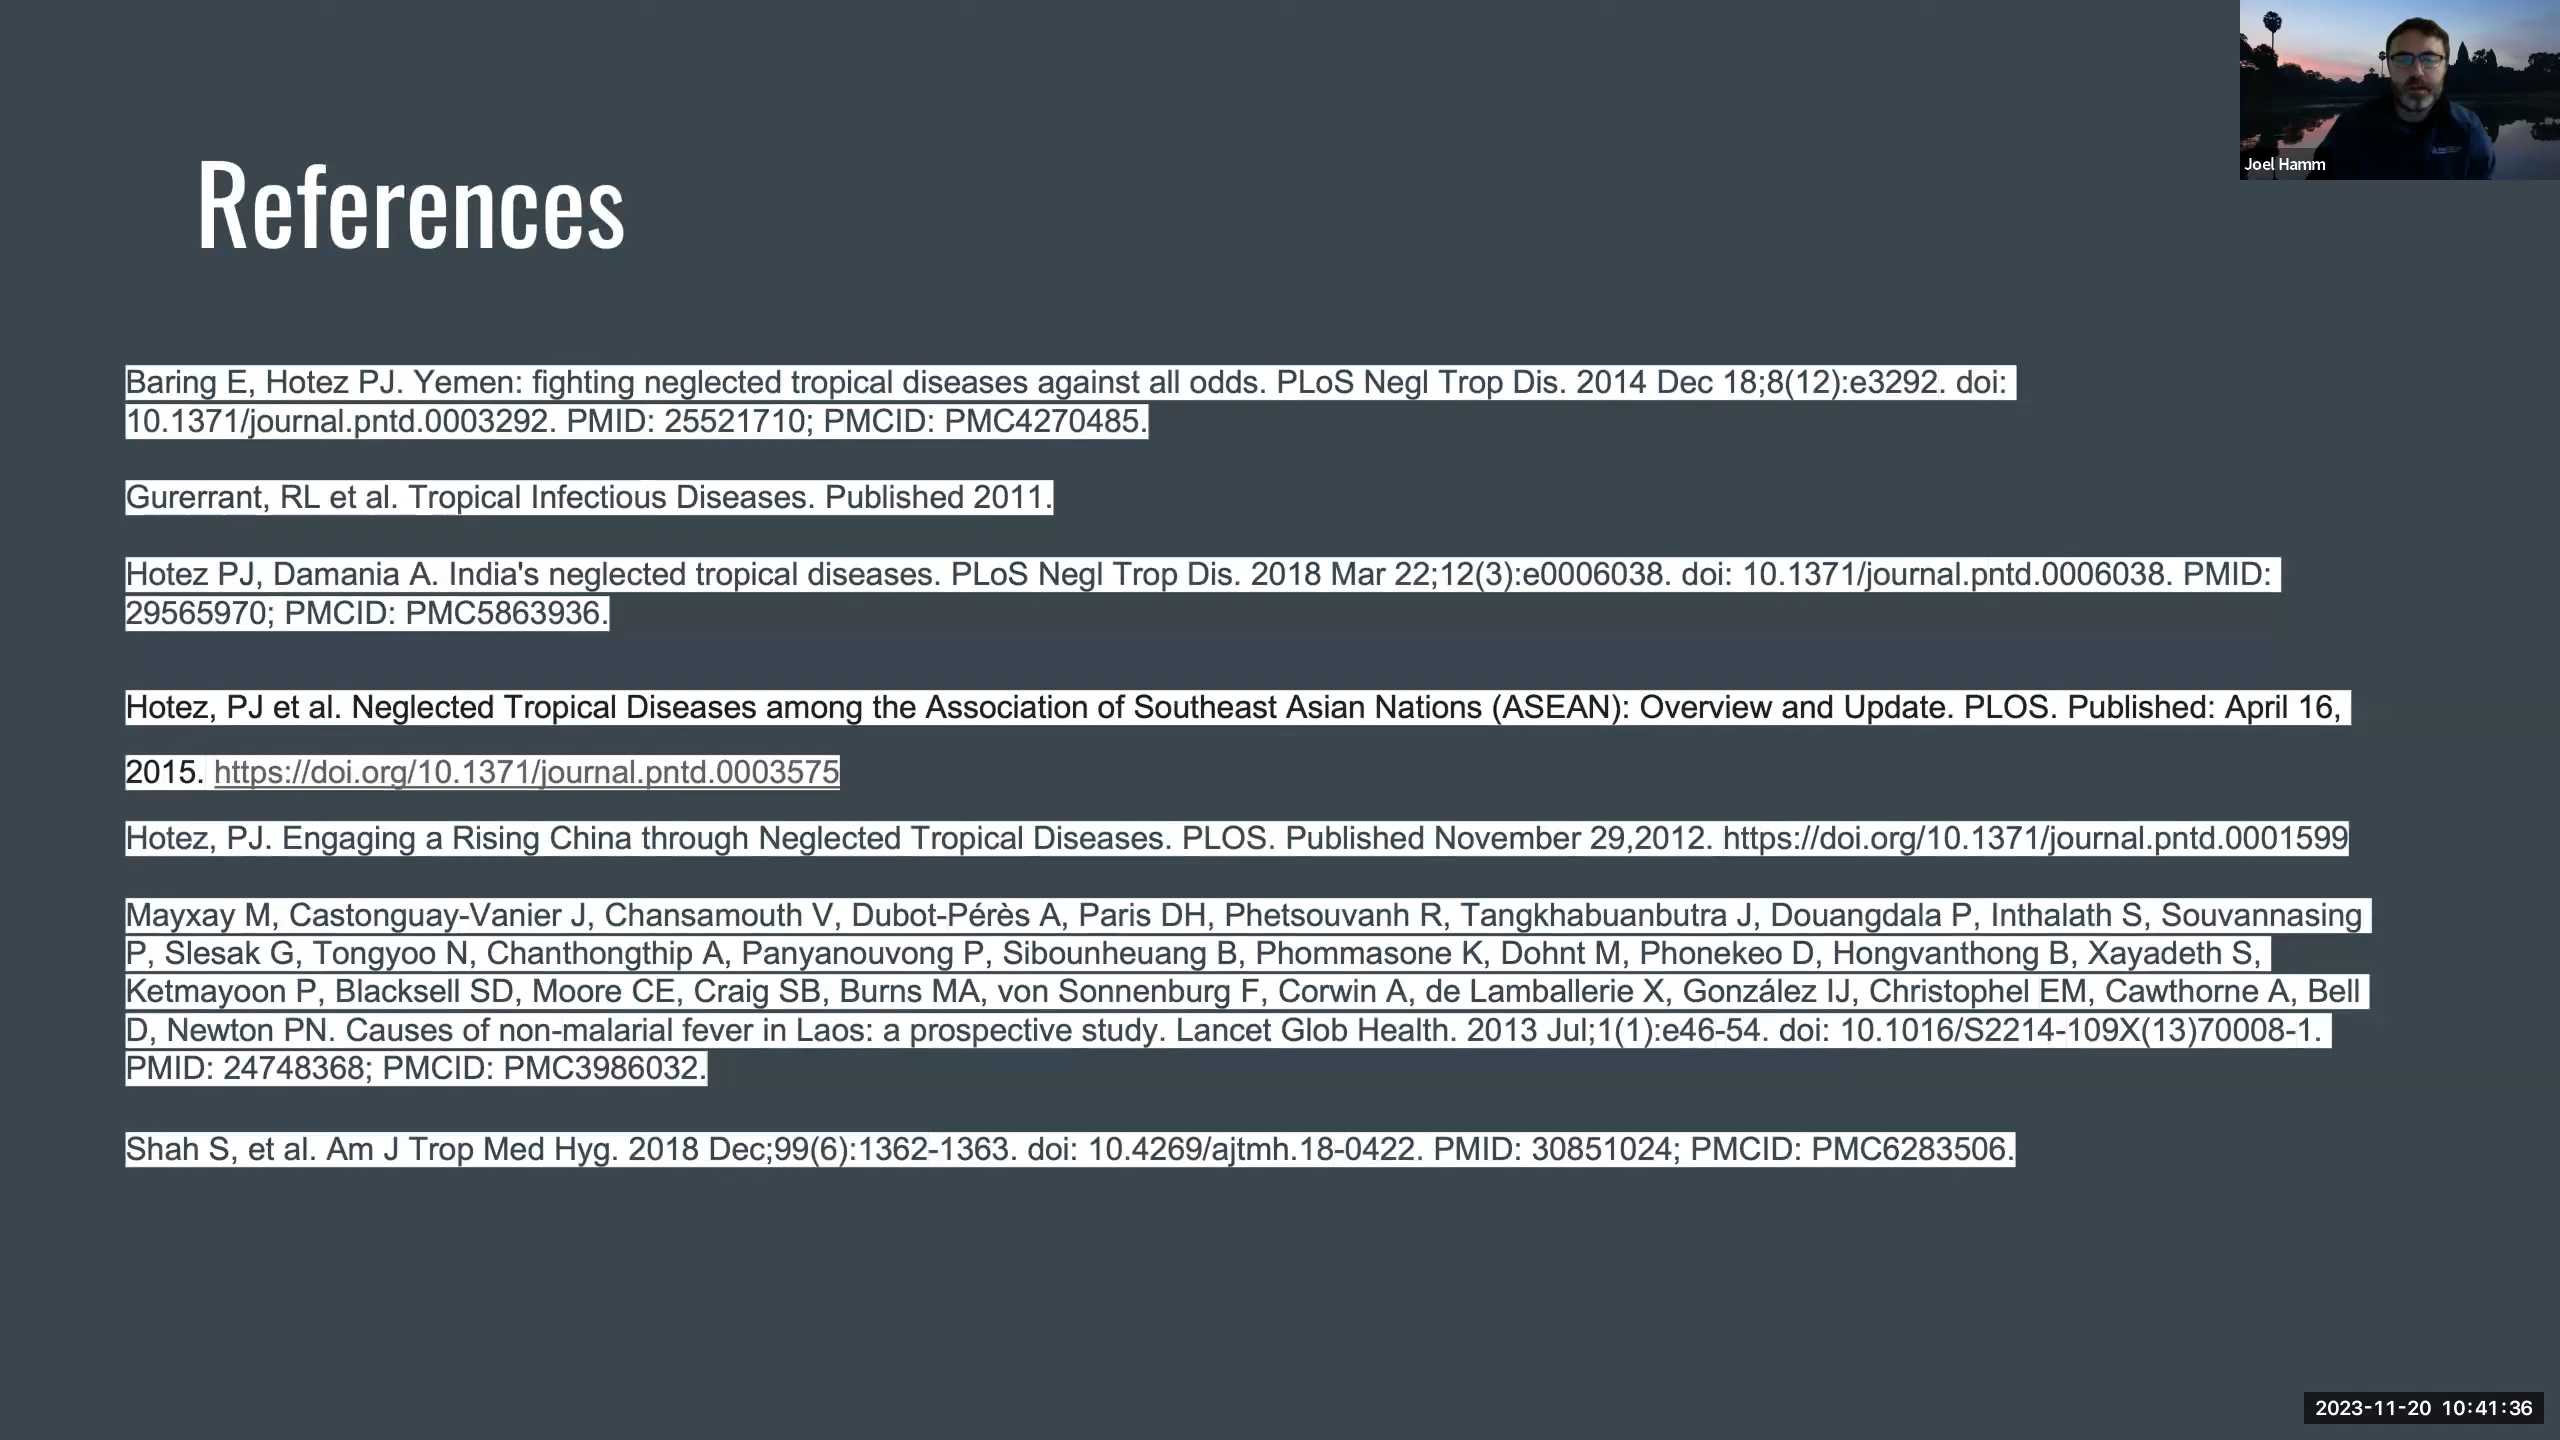 Joel Hamm
References
Baring E, Hotez PJ. Yemen: fighting neglected tropical diseases against all odds. PLoS Negl Trop Dis. 2014 Dec 18;8(12):e3292. doi:
10.1371/journal.pntd.0003292. PMID: 25521710; PMCID: PMC4270485.
Gurerrant, RL et al. Tropical Infectious Diseases. Published 2011.
Hotez PJ, Damania A. India's neglected tropical diseases. PLoS Negl Trop Dis. 2018 Mar 22;12(3):e0006038. doi: 10.1371/journal.pntd.0006038. PMID:
29565970; PMCID: PMC5863936.
Hotez, PJ et al. Neglected Tropical Diseases among the Association of Southeast Asian Nations (ASEAN): Overview and Update. PLOS. Published: April 16,
2015. https://doi.org/10.1371/journal.pntd.0003575
Hotez, PJ. Engaging a Rising China through Neglected Tropical Diseases. PLOS. Published November 29,2012. https://doi.org/10.1371/journal.pntd.0001599
Mayxay M, Castonguay-Vanier J, Chansamouth V, Dubot-Pérès A, Paris DH, Phetsouvanh R, Tangkhabuanbutra J, Douangdala P, Inthalath S, Souvannasing
P, Slesak G, Tongyoo N, Chanthongthip A, Panyanouvong P, Sibounheuang B, Phommasone K, Dohnt M, Phonekeo D, Hongvanthong B, Xayadeth S,
Ketmayoon P, Blacksell SD, Moore CE, Craig SB, Burns MA, von Sonnenburg F, Corwin A, de Lamballerie X, González IJ, Christophel EM, Cawthorne A, Bell
D, Newton PN. Causes of non-malarial fever in Laos: a prospective study. Lancet Glob Health. 2013 Jul;1(1):e46-54. doi: 10.1016/S2214-109X(13)70008-1.
PMID: 24748368; PMCID: PMC3986032.
Shah S, et al. Am J Trop Med Hyg. 2018 Dec;99(6):1362-1363. doi: 10.4269/ajtmh.18-0422. PMID: 30851024; PMCID: PMC6283506.
2023-11-20 10:41:36